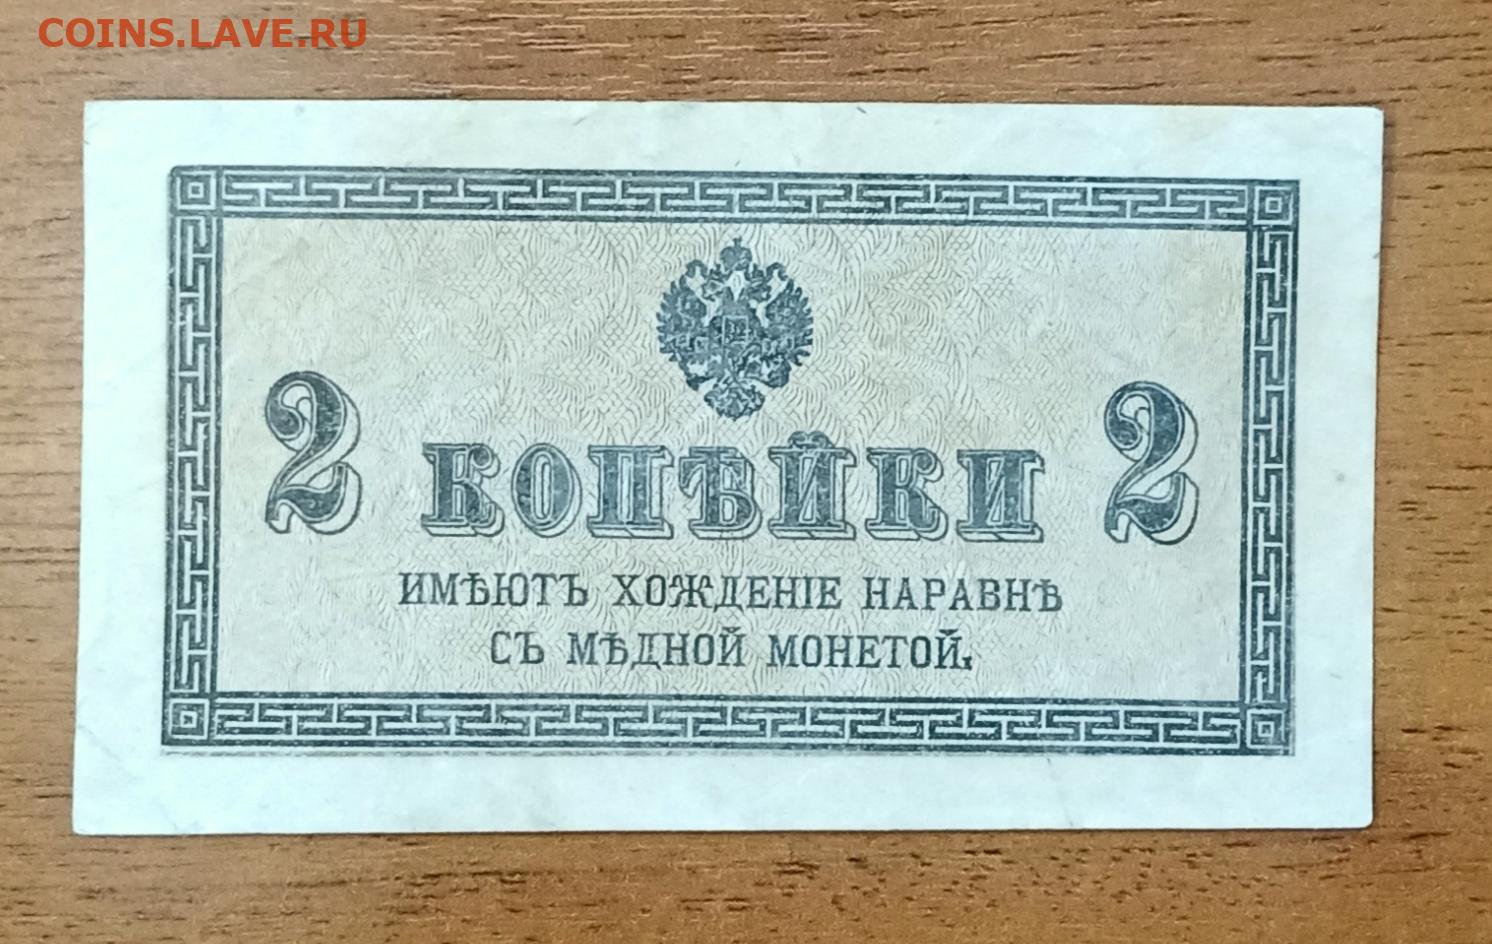 COINS.LAVE.RU
2 КОПѢЙКИ 2
ИМѢЮТЪ ХОЖДЕНІЕ НАРАВНѢ
СЪ МѢДНОЙ МОНЕТОЙ.